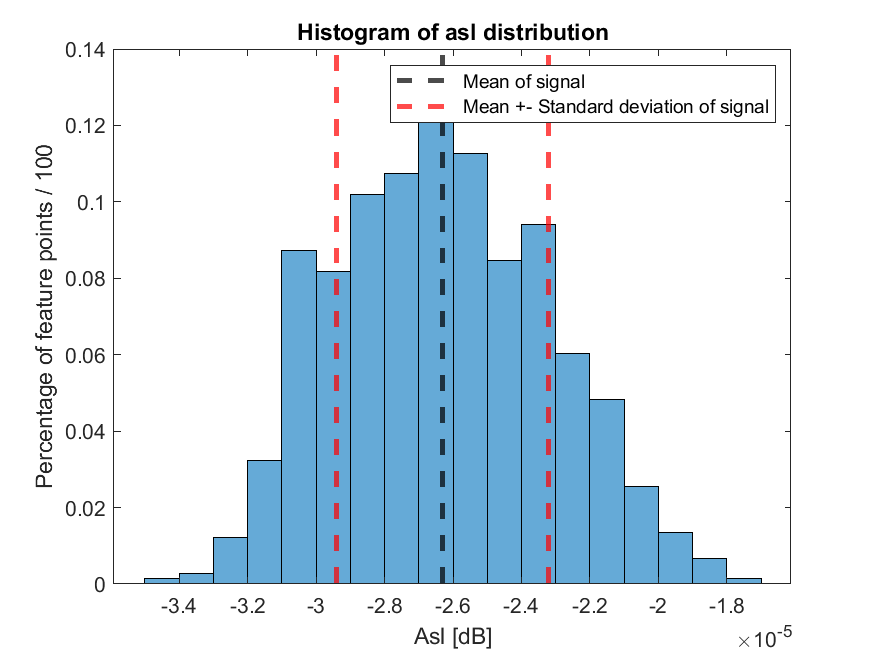 Histogram of asl distribution
Mean of signal
Mean +- Standard deviation of signal
0.14
0.12
0.1
0.08
0.06
0.04
0.02
0
Percentage of feature points / 100
-3.4 -3.2 -3 -2.8 -2.6 -2.4 -2.2 -2 -1.8
Asl [dB]
×10-5